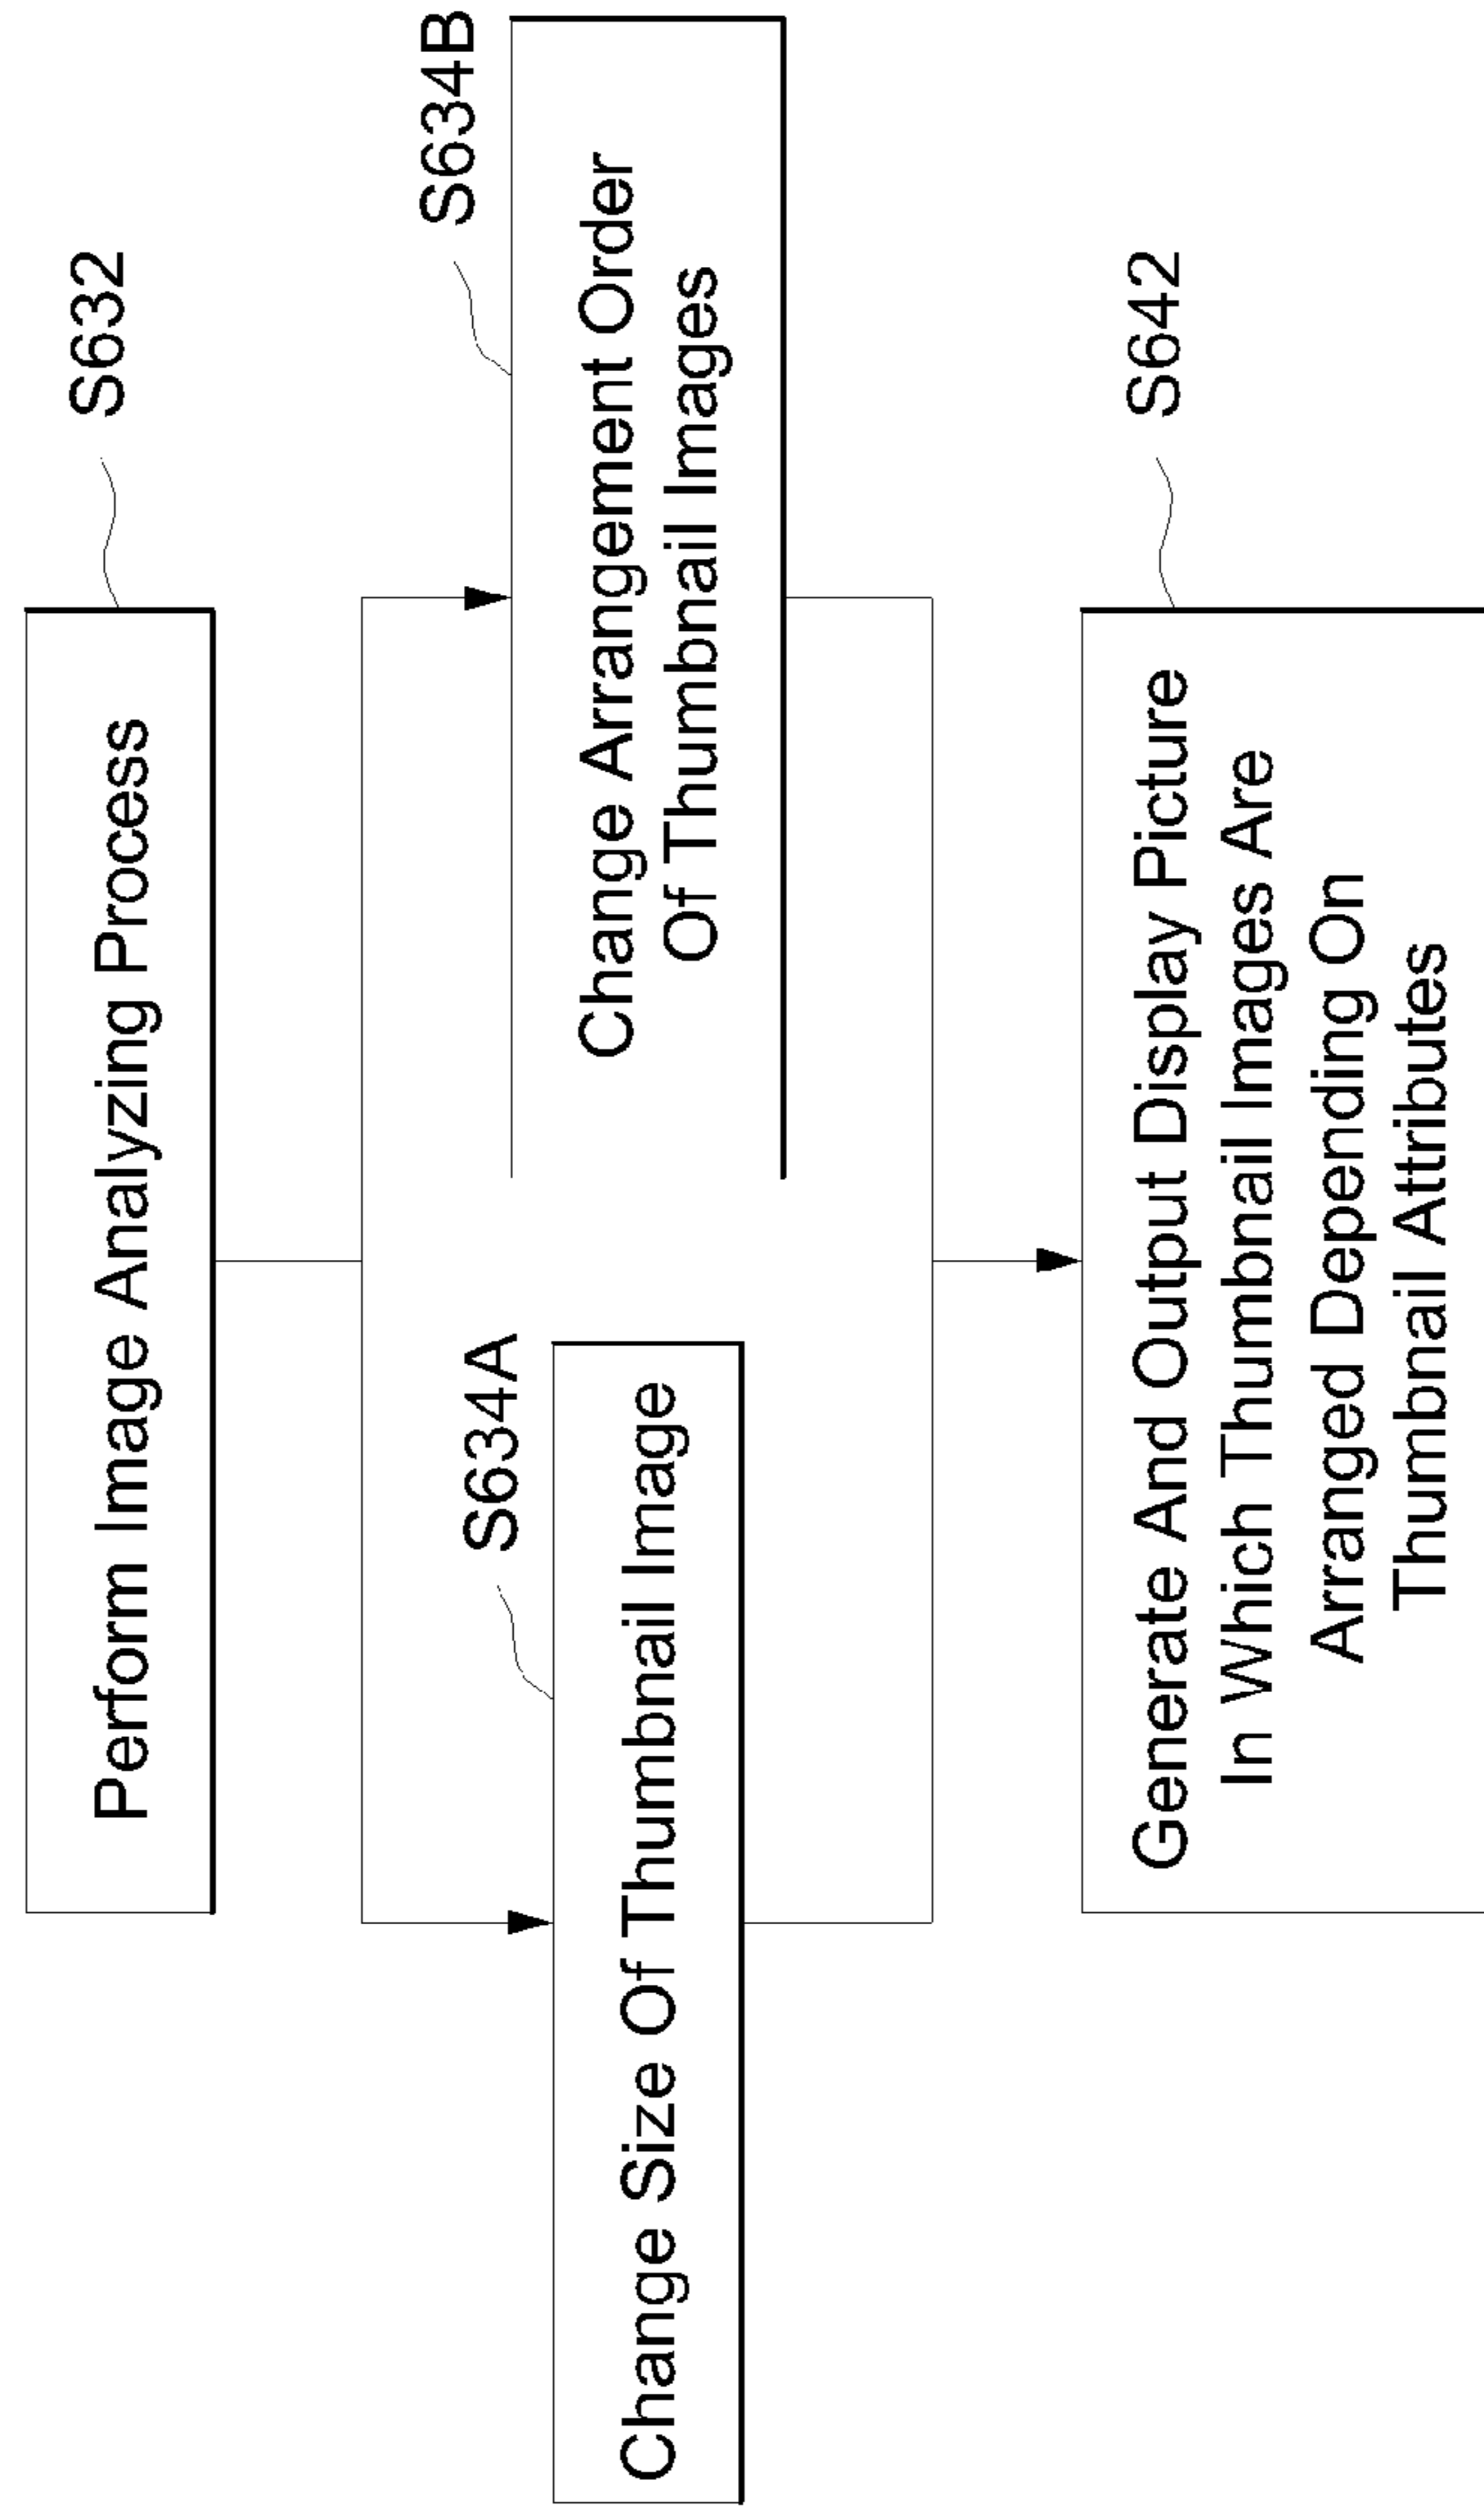 Perform Image Analyzing Process
S632
S634A
Change Size Of Thumbnail Image
S634B
Change Arrangement Order
Of Thumbnail Images
S642
Generate And Output Display Picture
In Which Thumbnail Images Are
Arranged Depending On
Thumbnail Attributes